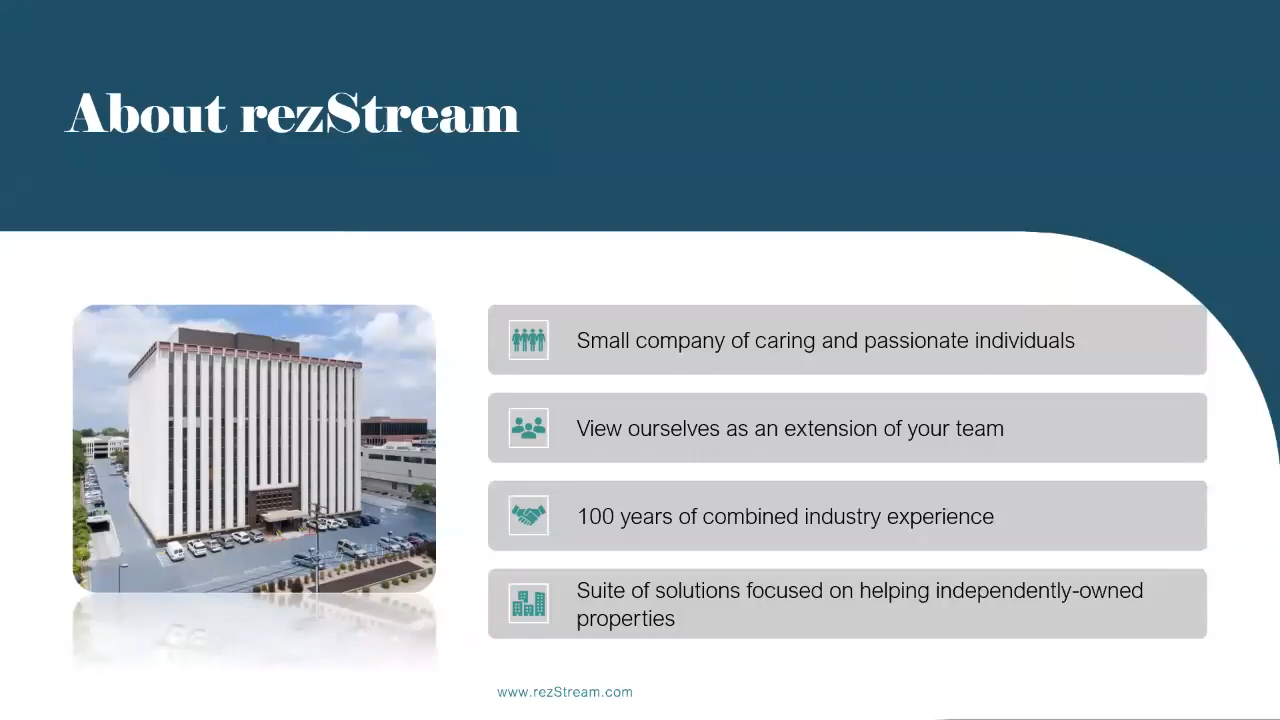 About rezStream
Small company of caring and passionate individuals
View ourselves as an extension of your team
100 years of combined industry experience
Suite of solutions focused on helping independently-owned
properties
www.rezStream.com